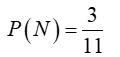 P(N) = 3/11